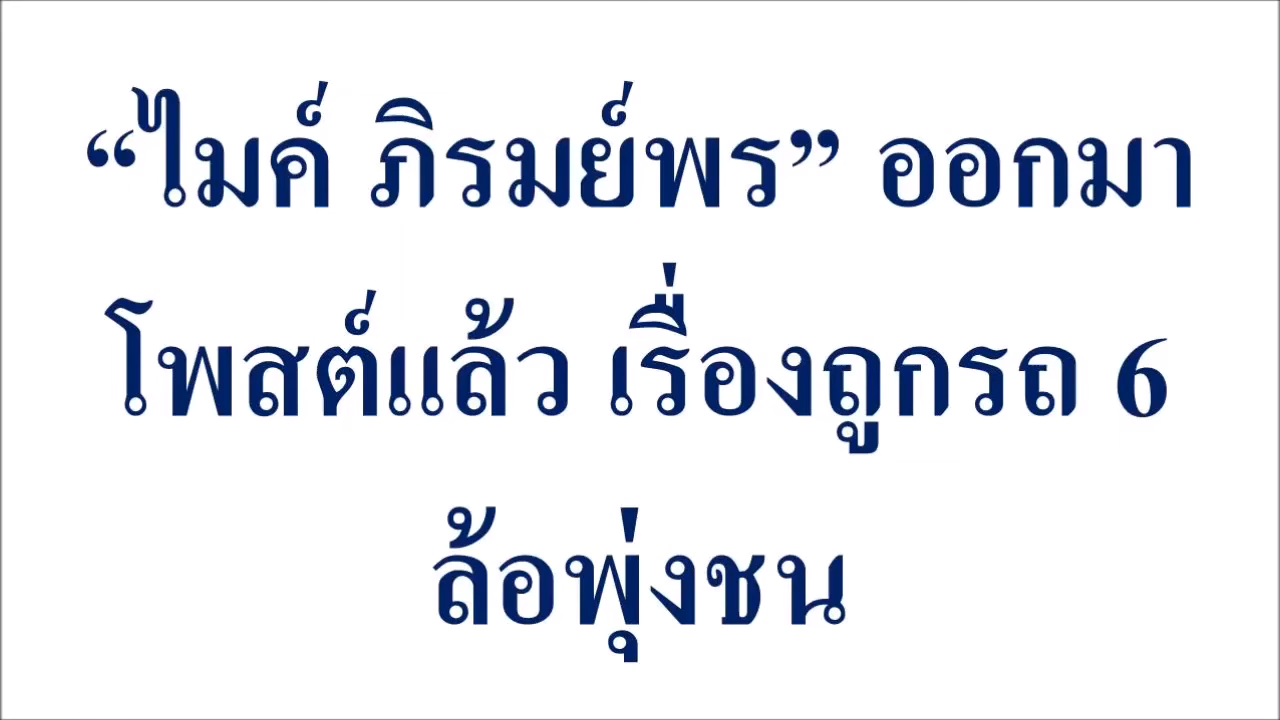 “ไมค์ ภิรมย์พร” ออกมา
โพสต์แล้ว เรื่องถูกรถ 6
ล้อพุ่งชน